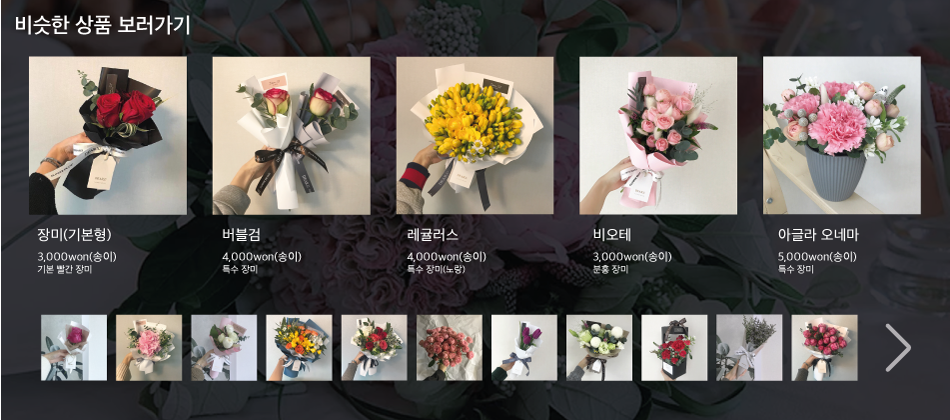 비슷한 상품 보러가기
장미(기본형)
3,000won(송이)
기본 빨간 장미
버블검
4,000won(송이)
특수 장미
레귤러스
4,000won(송이)
특수 장미(노랑)
비오테
3,000won(송이)
분홍 장미
아글라 오네마
5,000won(송이)
특수 장미